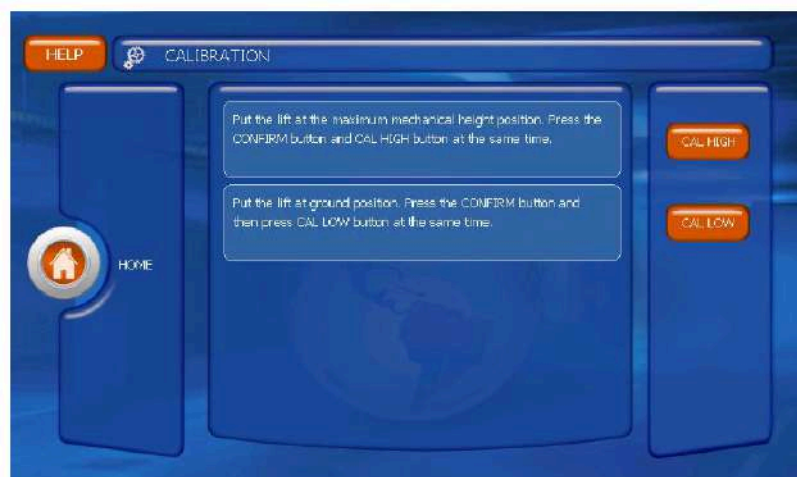 HELP
CALIBRATION
Put the lift at the maximum mechanical height position. Press the
CONFIRM button and CAL HIGH button at the same time.
CAL HIGH
Put the lift at ground position. Press the CONFIRM button and
then press CAL LOW button at the same time.
CAL LOW
HOME